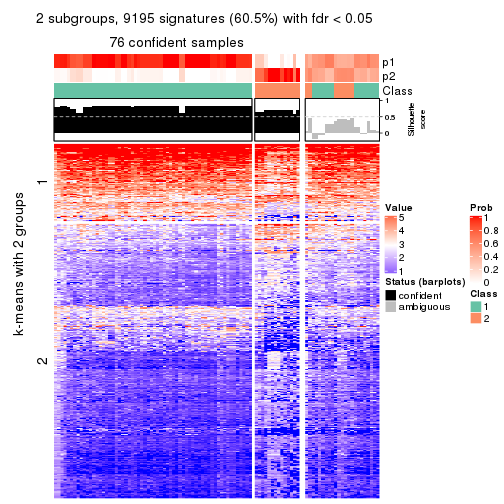 2 subgroups, 9195 signatures (60.5%) with fdr < 0.05
76 confident samples
p1
p2
Class
1
0.5
0
Silhouette
score
k-means with 2 groups
1
2
Value
5
4
3
2
1
Status (barplots)
confident
ambiguous
Prob
1
0.8
0.6
0.4
0.2
0
Class
1
2